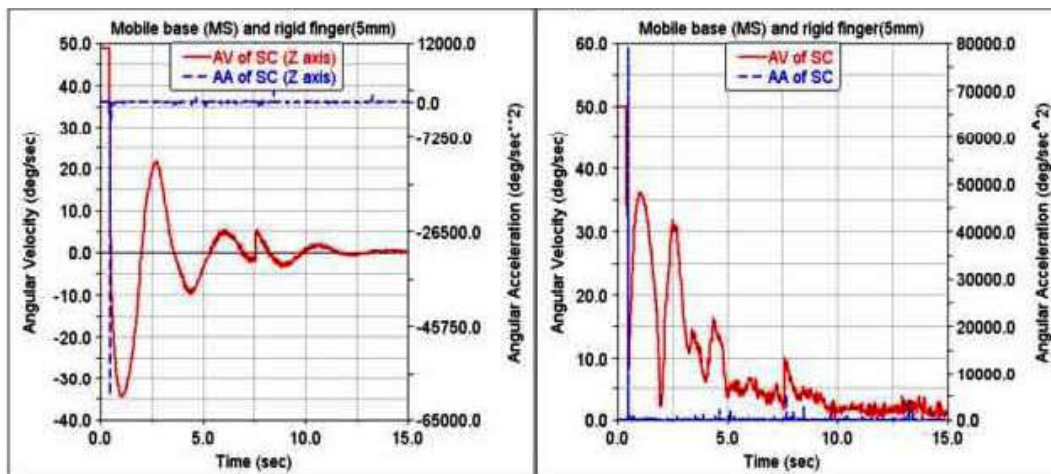 Mobile base (MS) and rigid finger(5mm)
AV of SC (Z axis)
AA of SC (Z axis)
Angular Velocity (deg/sec)
50.0
40.0
30.0
20.0
10.0
0.0
-10.0
-20.0
-30.0
-40.0
12000.0
0.0
-7250.0
-26500.0
-45750.0
-65000.0
Angular Acceleration (deg/sec**2)
0.0 5.0 10.0 15.0
Time (sec)
Mobile base (MS) and rigid finger(5mm)
AV of SC
AA of SC
Angular Velocity (deg/sec)
60.0
50.0
40.0
30.0
20.0
10.0
0.0
80000.0
70000.0
60000.0
50000.0
40000.0
30000.0
20000.0
10000.0
0.0
Angular Acceleration (deg/sec^2)
0.0 5.0 10.0 15.0
Time (sec)